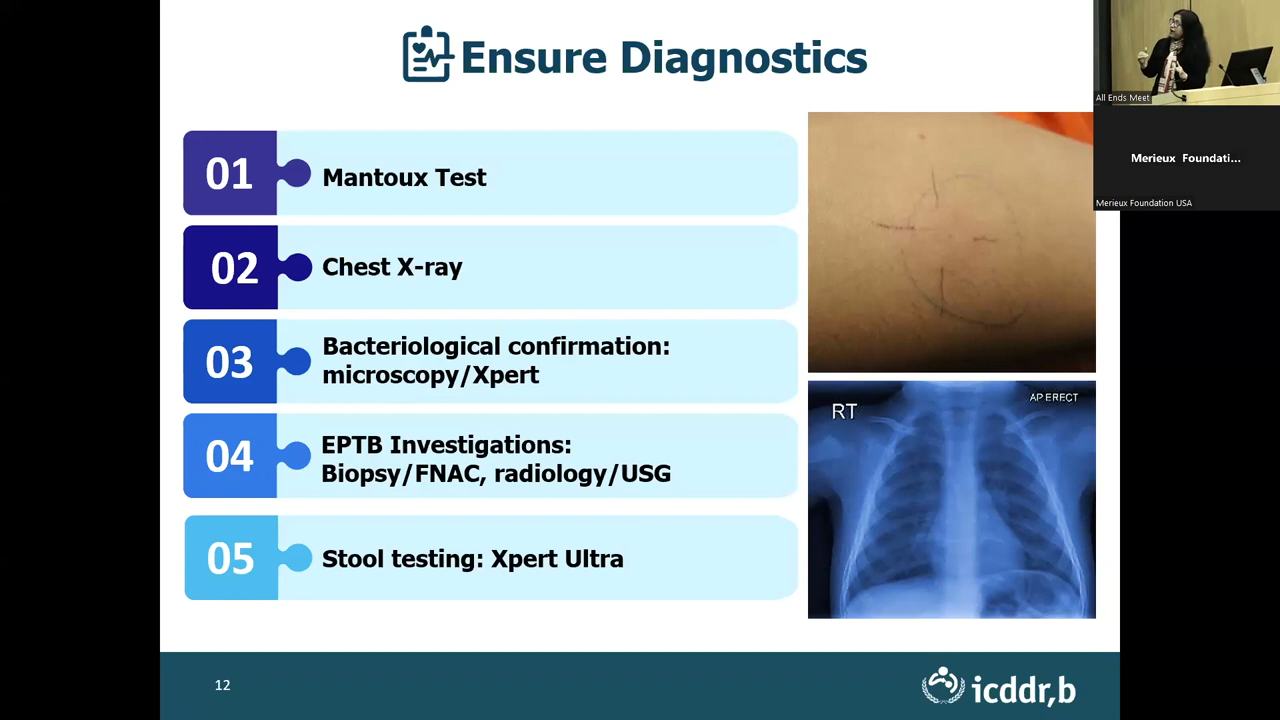 Ensure Diagnostics
01
Mantoux Test
02
Chest X-ray
03
Bacteriological confirmation:
microscopy/Xpert
04
EPTB Investigations:
Biopsy/FNAC, radiology/USG
05
Stool testing: Xpert Ultra
RT
AP ERECT
12
icddr,b
All Ends Meet
Merieux Foundati...
Merieux Foundation USA